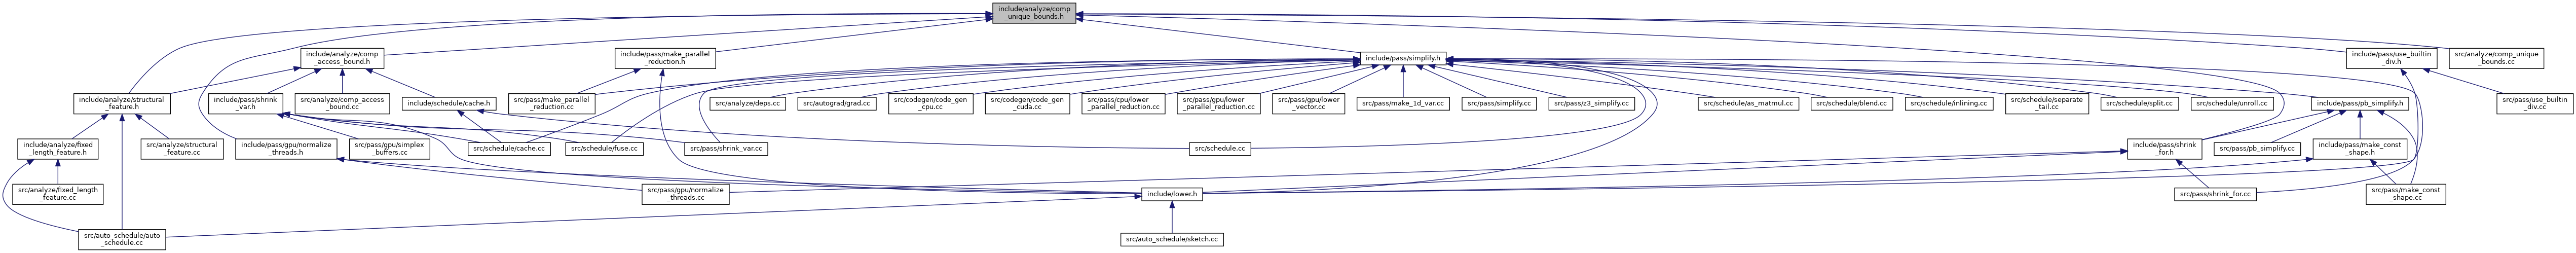 include/analyze/comp
_unique_bounds.h
include/analyze/comp
_access_bound.h
include/pass/make_parallel
_reduction.h
include/pass/simplify.h
include/pass/use_builtin
_div.h
src/analyze/comp_unique
_bounds.cc
include/analyze/structural
_feature.h
include/pass/shrink
_var.h
src/analyze/comp_access
_bound.cc
include/schedule/cache.h
src/pass/make_parallel
_reduction.cc
src/analyze/deps.cc
src/autograd/grad.cc
src/codegen/code_gen
_cpu.cc
src/codegen/code_gen
_cuda.cc
src/pass/cpu/lower
_parallel_reduction.cc
src/pass/gpu/lower
_parallel_reduction.cc
src/pass/gpu/lower
_vector.cc
src/pass/make_1d_var.cc
src/pass/simplify.cc
src/pass/z3_simplify.cc
src/schedule/as_matmul.cc
src/schedule/blend.cc
src/schedule/inlining.cc
src/schedule/separate
_tail.cc
src/schedule/split.cc
src/schedule/unroll.cc
include/pass/pb_simplify.h
src/pass/use_builtin
_div.cc
include/analyze/fixed
_length_feature.h
src/analyze/structural
_feature.cc
include/pass/gpu/normalize
_threads.h
src/pass/gpu/simplex
_buffers.cc
src/schedule/cache.cc
src/schedule/fuse.cc
src/pass/shrink_var.cc
src/schedule.cc
include/pass/shrink
_for.h
src/pass/pb_simplify.cc
include/pass/make_const
_shape.h
src/analyze/fixed_length
_feature.cc
src/pass/gpu/normalize
_threads.cc
include/lower.h
src/pass/shrink_for.cc
src/pass/make_const
_shape.cc
src/auto_schedule/auto
_schedule.cc
src/auto_schedule/sketch.cc